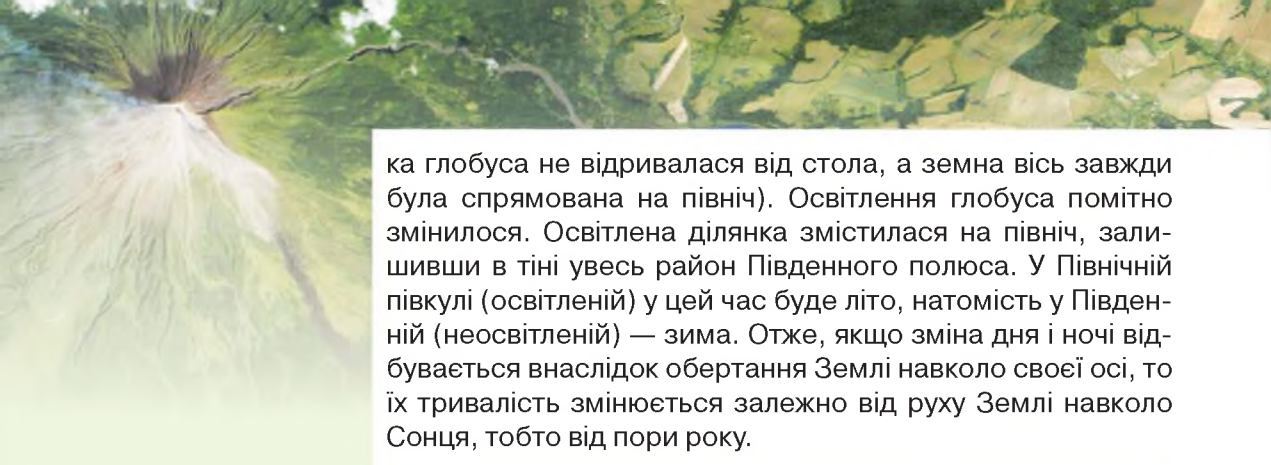 ка глобуса не відривалася від стола, а земна вісь завжди
була спрямована на північ). Освітлення глобуса помітно
змінилося. Освітлена ділянка змістилася на північ, зали-
шивши в тіні увесь район Південного полюса. У Північній
півкулі (освітленій) у цей час буде літо, натомість у Півден-
ній (неосвітленій) — зима. Отже, якщо зміна дня і ночі від-
бувається внаслідок обертання Землі навколо своєї осі, то
їх тривалість змінюється залежно від руху Землі навколо
Сонця, тобто від пори року.